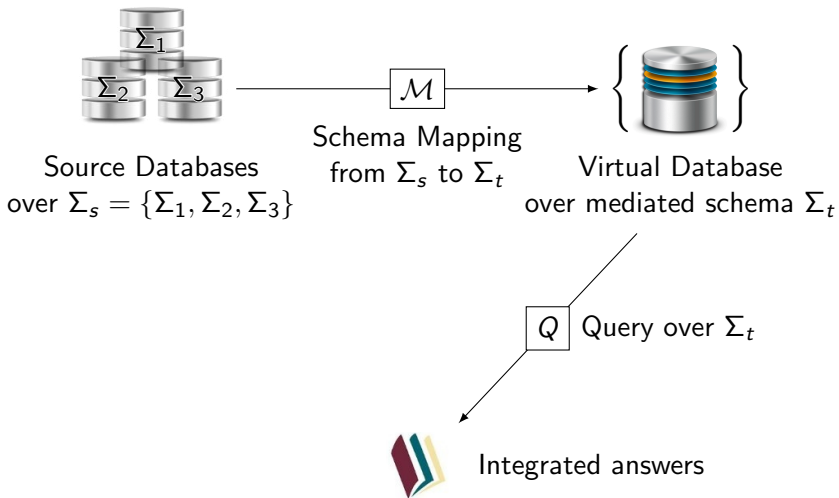 Σ₁
Σ₂ Σ₃
ℳ
{ }
Source Databases
over Σₛ = {Σ₁, Σ₂, Σ₃}
Schema Mapping
from Σₛ to Σₜ
Virtual Database
over mediated schema Σₜ
Q Query over Σₜ
Integrated answers